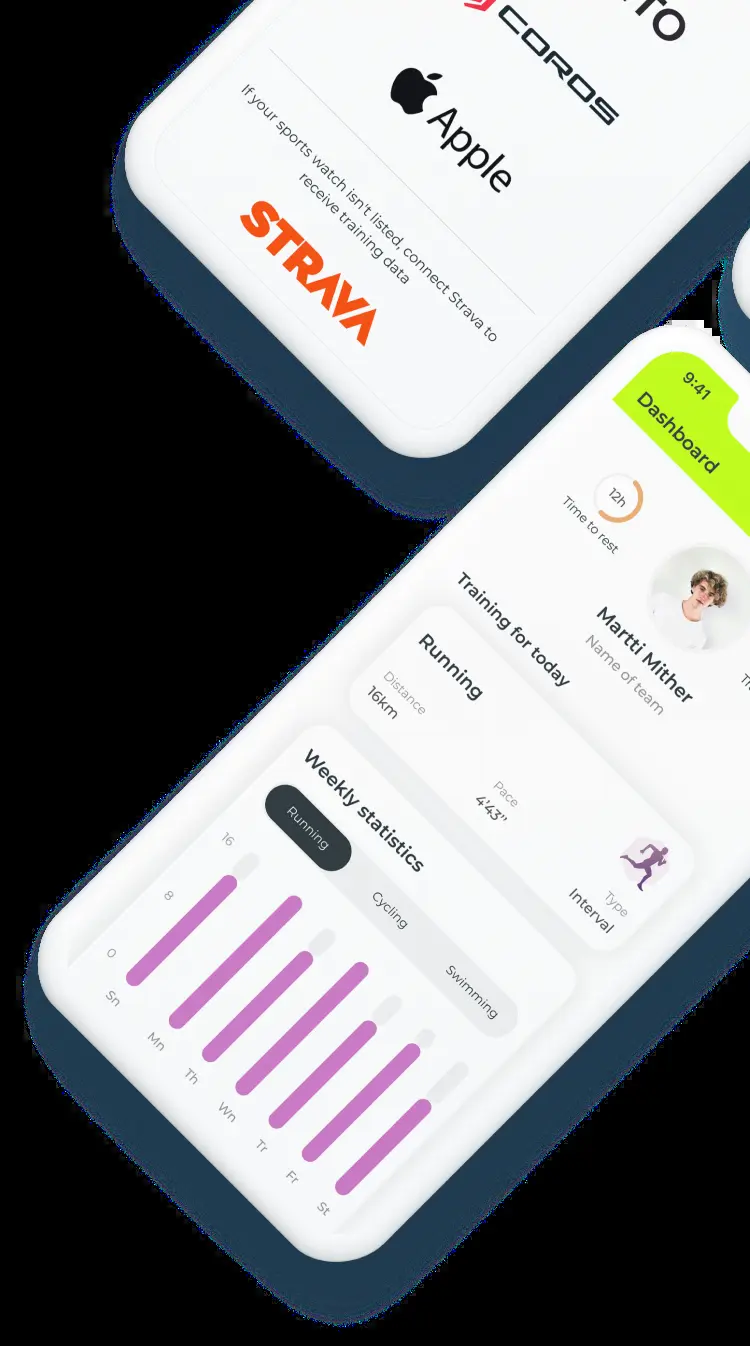 COROS
Apple
If your sports watch isn't listed, connect Strava to
receive training data
STRAVA
9:41
Dashboard
12h
Time to rest
Martti Mither
Name of team
Training for today
Running
Distance
16km
Pace
4'43"
Type
Interval
Weekly statistics
Running
Cycling
Swimming
16
8
0
Sn
Mn
Th
Wn
Tr
Fr
St